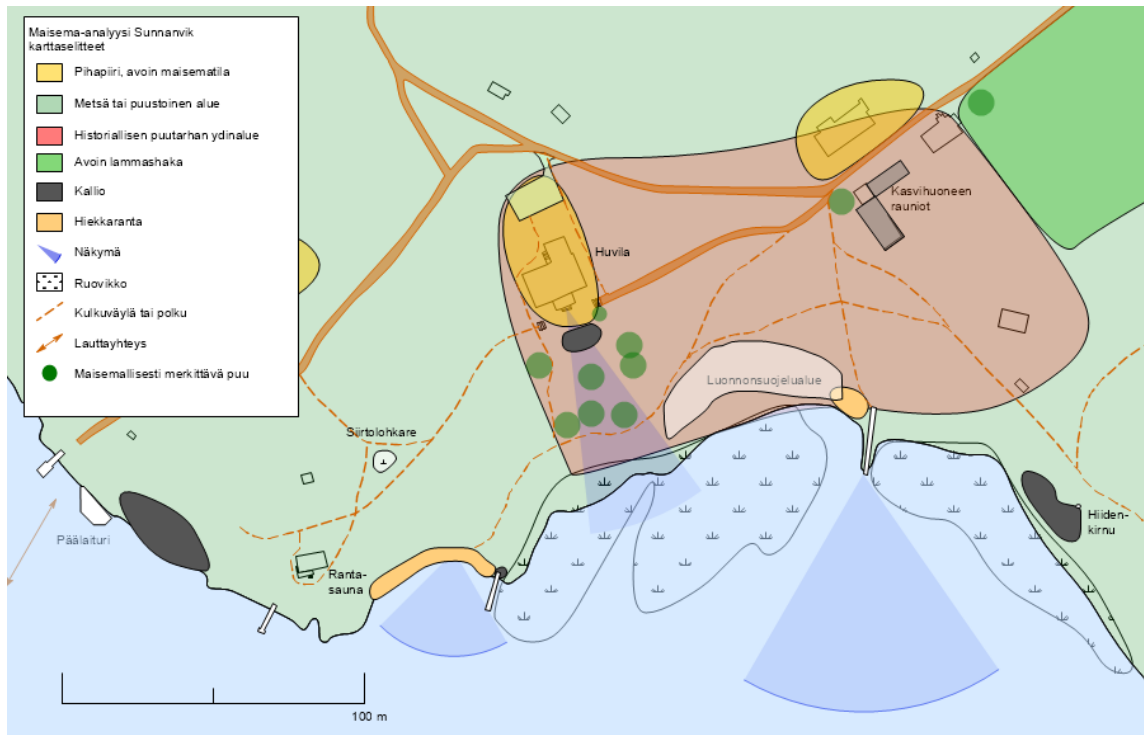 Maisema-analyysi Sunnanvik
karttaselitteet
Pihapiiri, avoin maisematila
Metsä tai puustoinen alue
Historiallisen puutarhan ydinalue
Avoin lammashaka
Kallio
Hiekkaranta
Näkymä
Ruovikko
Kulkuväylä tai polku
Lauttayhteys
Maisemallisesti merkittävä puu
Kasvihuoneen
rauniot
Huvila
Luonnonsuojelualue
Siirtolohkare
Päälaituri
Ranta-
sauna
Hiiden-
kirnu
100 m